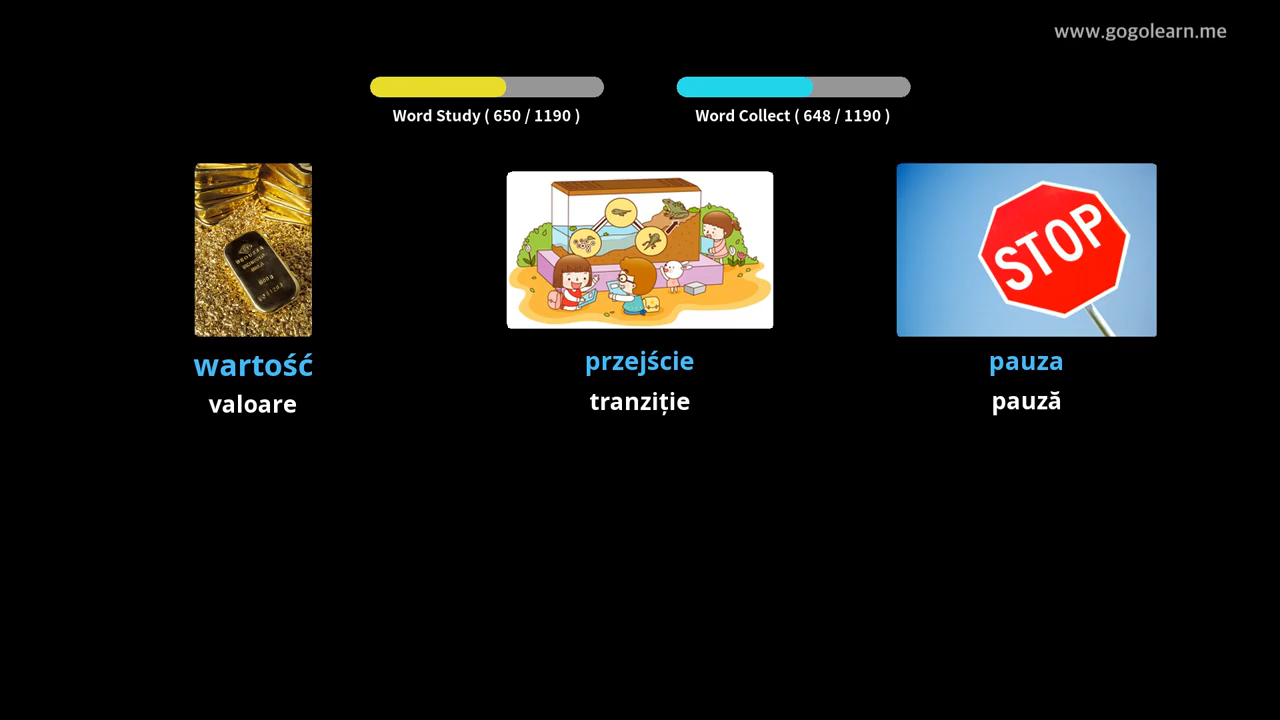 www.gogolearn.me
Word Study ( 650 / 1190 )
Word Collect ( 648 / 1190 )
STOP
wartość
przejście
pauza
valoare
tranziție
pauză